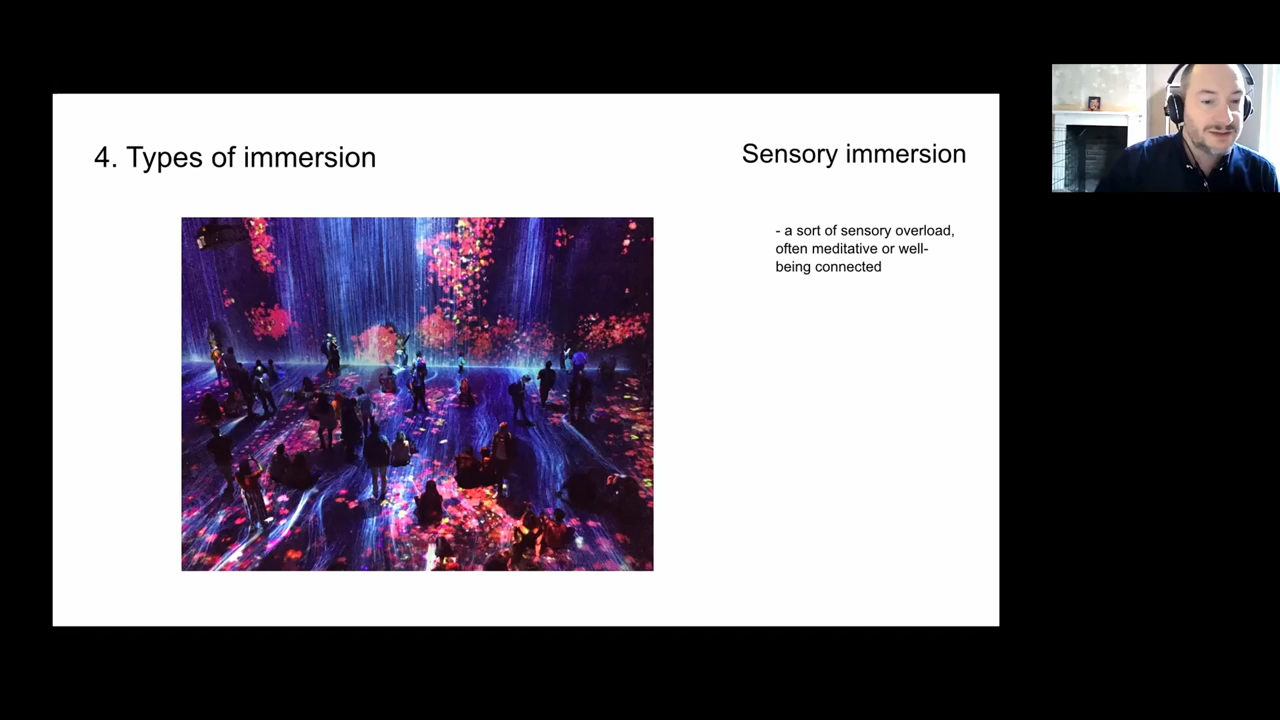 4. Types of immersion
Sensory immersion
- a sort of sensory overload,
often meditative or well-
being connected